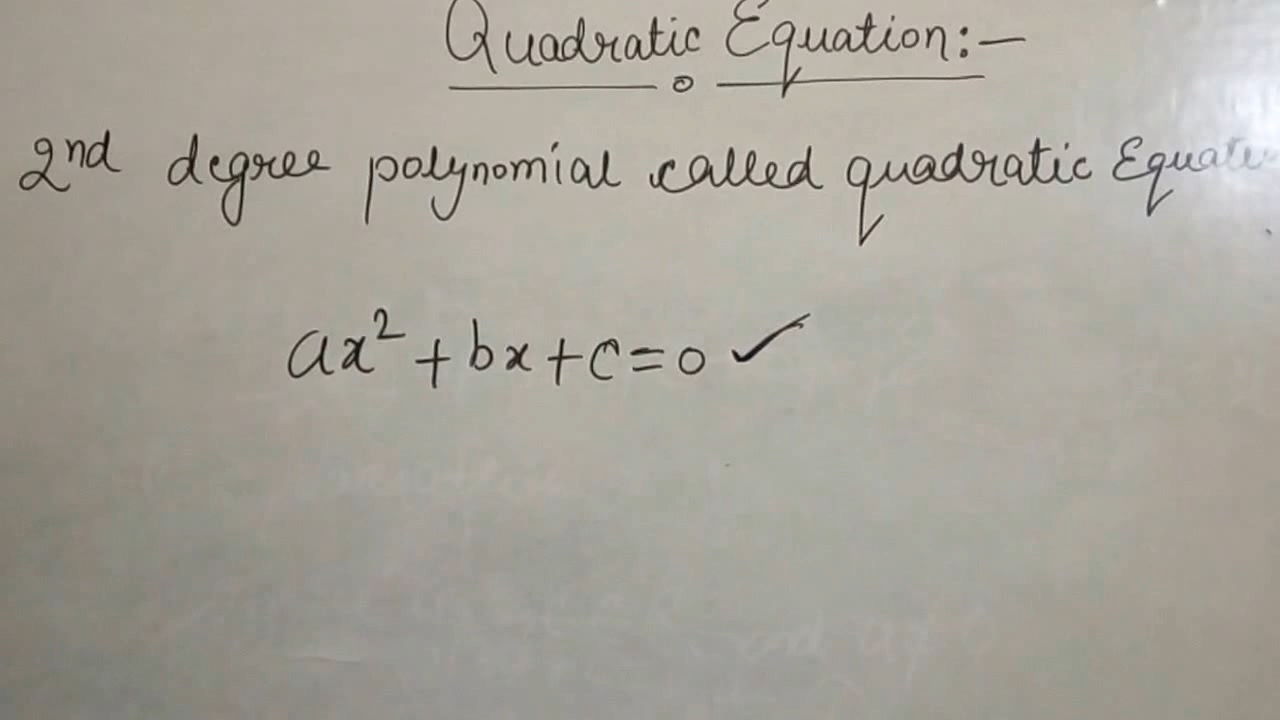 Quadratic Equation:-
2nd degree polynomial called quadratic
ax² + bx + c = 0 ✓